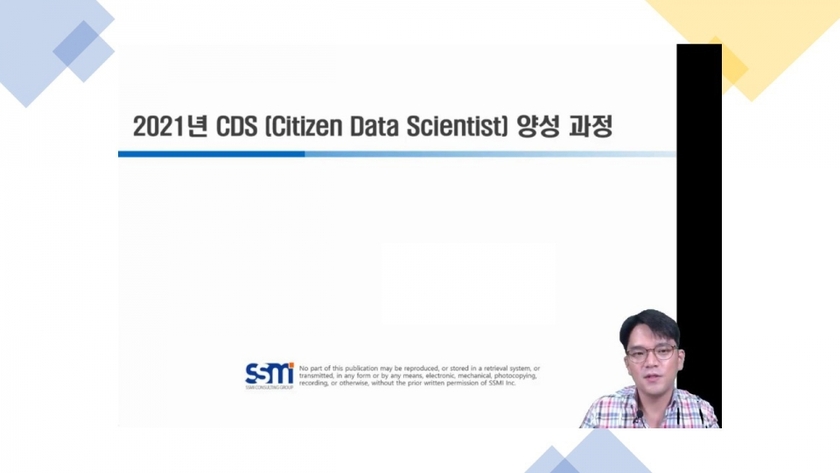 2021년 CDS (Citizen Data Scientist) 양성 과정
SSMI
SSMI CONSULTING GROUP
No part of this publication may be reproduced, or stored in a retrieval system, or
transmitted, in any form or by any means, electronic, mechanical, photocopying,
recording, or otherwise, without the prior written permission of SSMI Inc.